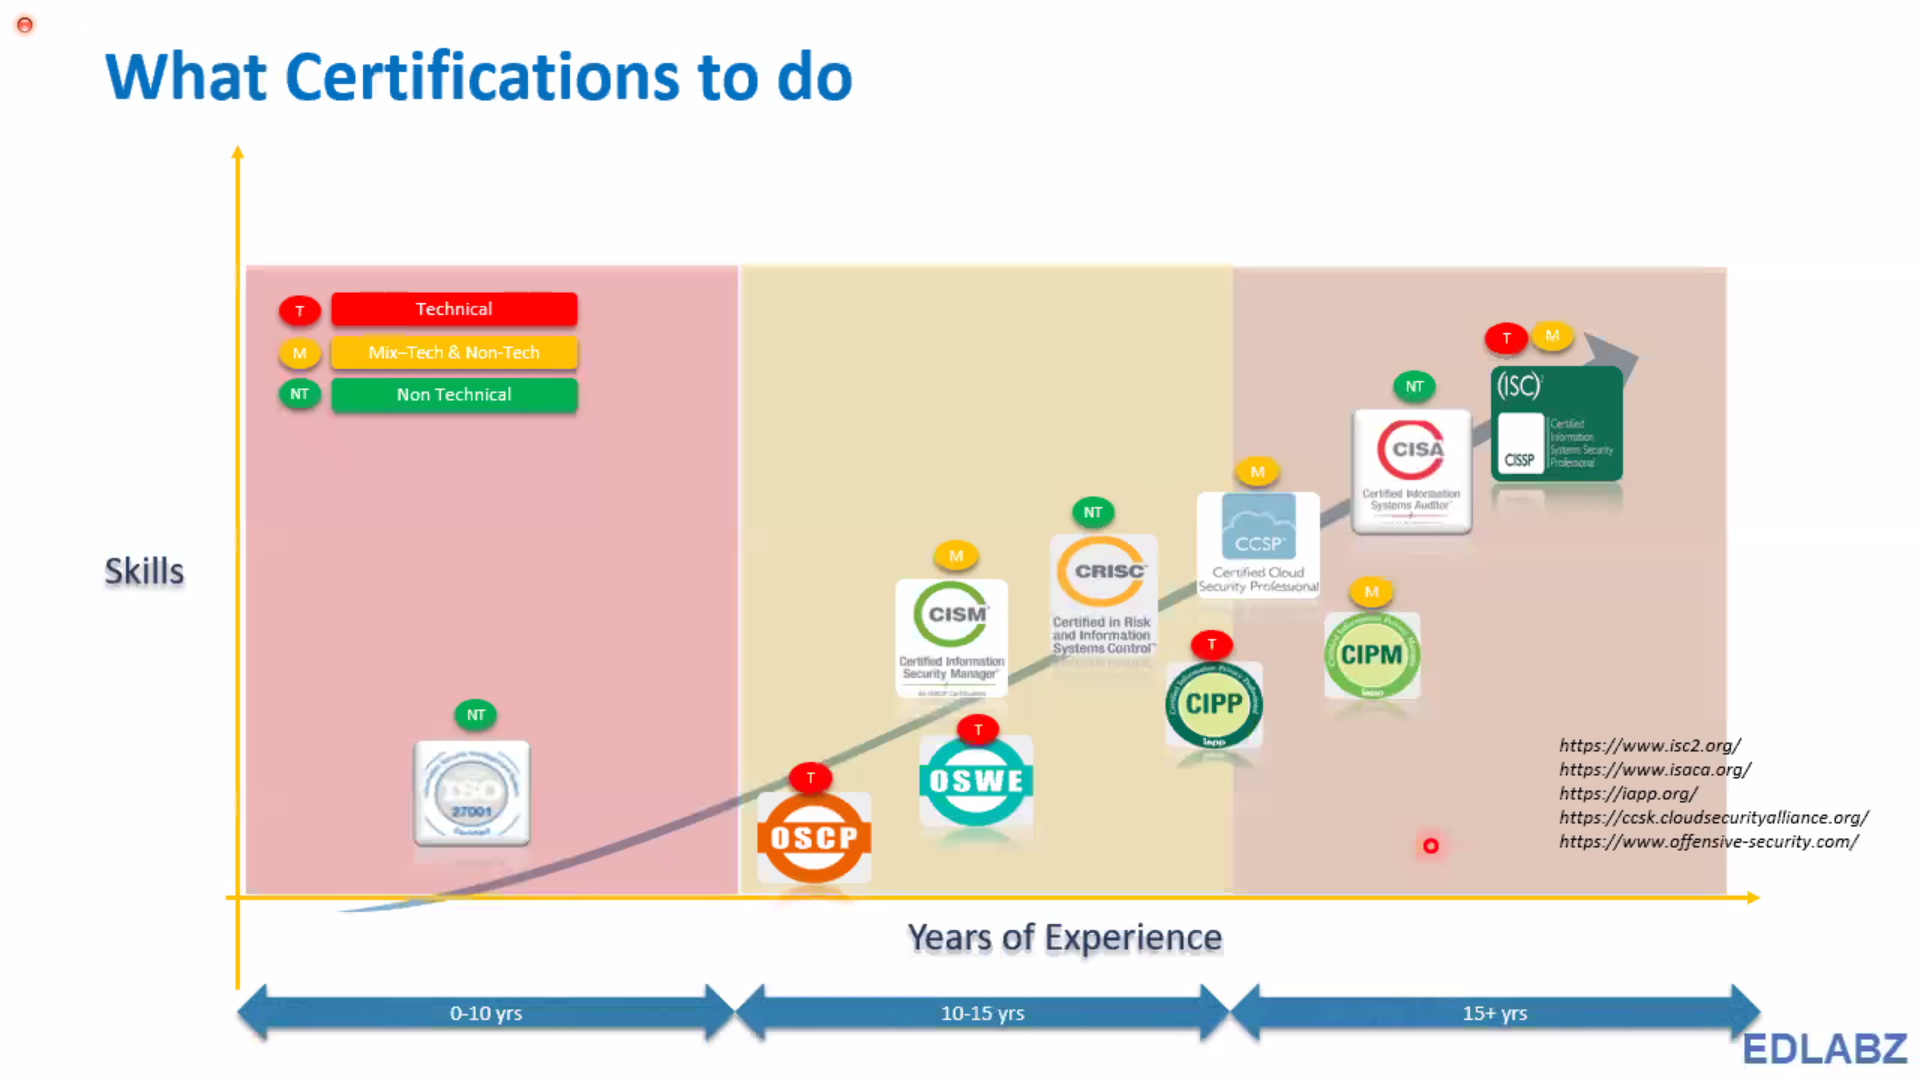 What Certifications to do
T Technical
M Mix–Tech & Non-Tech
NT Non Technical
Skills
NT
27001
T
OSCP
T
OSWE
M
CISM
Certified Information
Security Manager
NT
CRISC
Certified in Risk
and Information
Systems Control
T
CIPP
iapp
M
CCSP
Certified Cloud
Security Professional
M
CIPM
iapp
NT
CISA
Certified Information
Systems Auditor
T M
(ISC)²
CISSP
Certified
Information
Systems Security
Professional
https://www.isc2.org/
https://www.isaca.org/
https://iapp.org/
https://ccsk.cloudsecurityalliance.org/
https://www.offensive-security.com/
Years of Experience
0-10 yrs
10-15 yrs
15+ yrs
EDLABZ